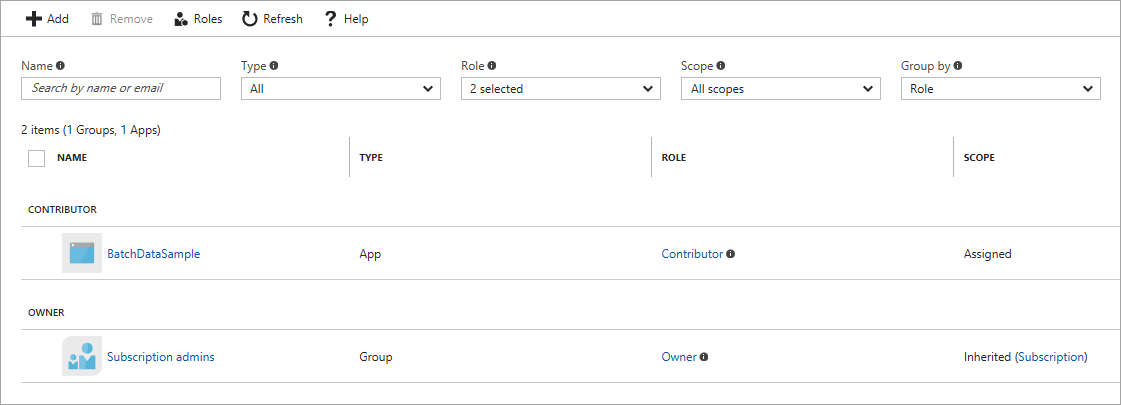 Add Remove Roles Refresh ? Help
Name Type Role Scope Group by
Search by name or email All 2 selected All scopes Role
2 items (1 Groups, 1 Apps)
NAME TYPE ROLE SCOPE
CONTRIBUTOR
BatchDataSample App Contributor Assigned
OWNER
Subscription admins Group Owner Inherited (Subscription)